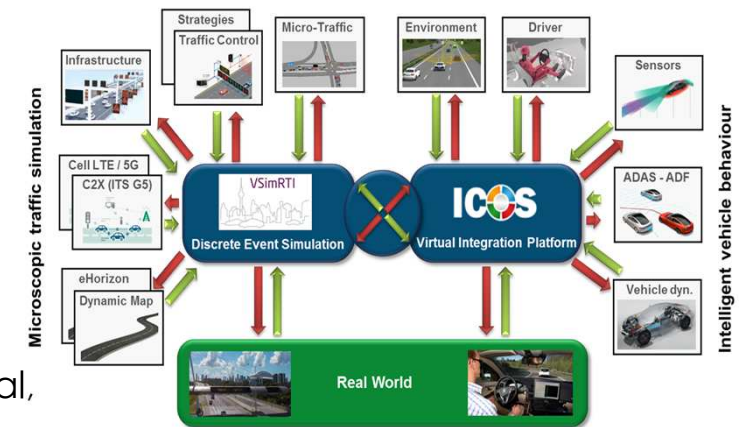 Strategies
Traffic Control
Micro-Traffic
Environment
Driver
Infrastructure
Sensors
Microscopic traffic simulation
Cell LTE / 5G
C2X (ITS G5)
VSimRTI
Discrete Event Simulation
ICOS
Virtual Integration Platform
ADAS - ADF
Intelligent vehicle behaviour
eHorizon
Dynamic Map
Vehicle dyn.
Real World
al,